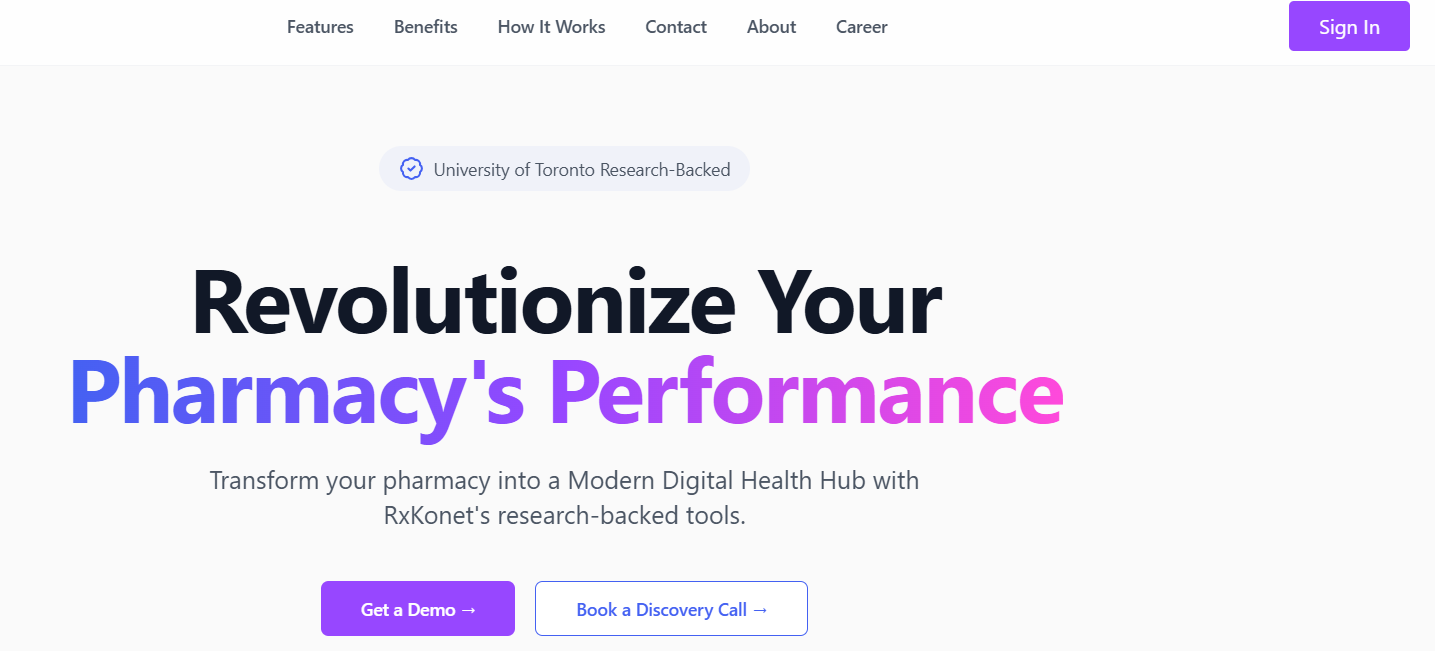 Features Benefits How It Works Contact About Career Sign In
University of Toronto Research-Backed
Revolutionize Your
Pharmacy's Performance
Transform your pharmacy into a Modern Digital Health Hub with
RxKonet's research-backed tools.
Get a Demo → Book a Discovery Call →